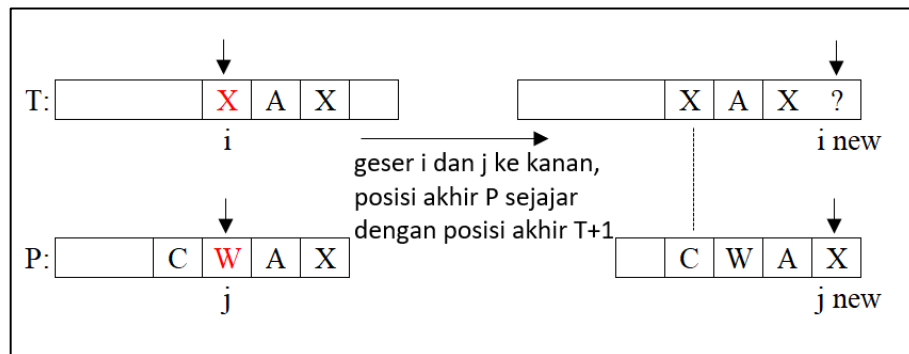 T: X A X X A X ?
i i new
geser i dan j ke kanan,
posisi akhir P sejajar
dengan posisi akhir T+1
P: C W A X C W A X
j j new